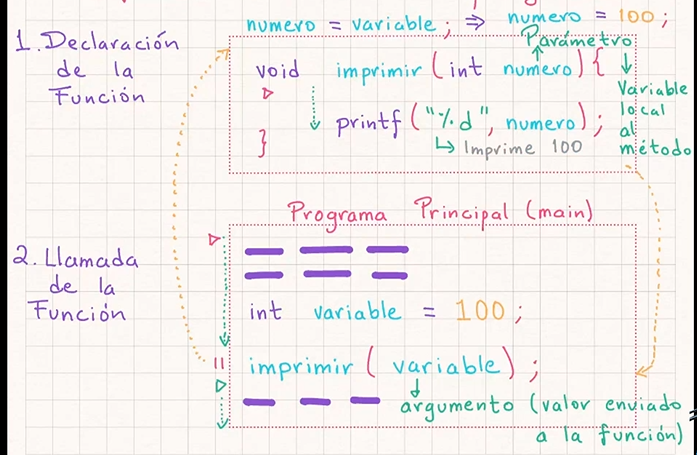 numero = variable; ⇒ numero = 100;
1. Declaración
de la
Función
Parámetro
void imprimir (int numero) {
printf ("%d", numero);
↳ Imprime 100
}
Variable
local
al
método
Programa Principal (main)
2. Llamada
de la
Función
int variable = 100;
imprimir ( variable );
argumento (valor enviado
a la función)